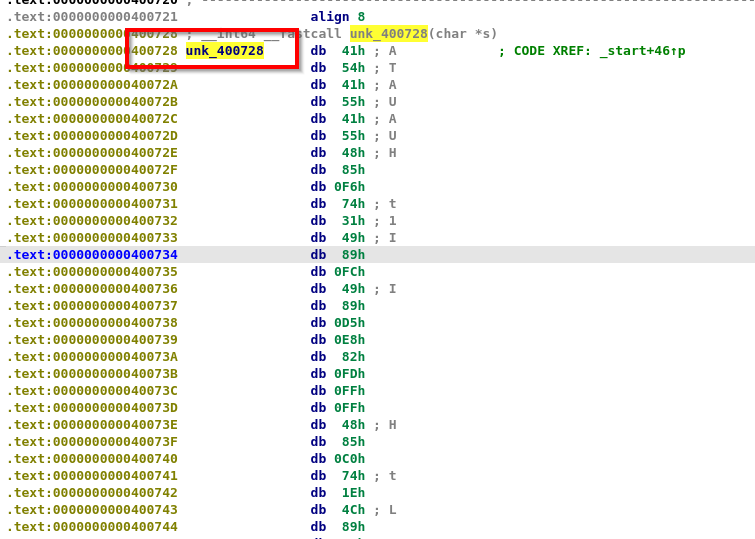 .text:0000000000400720 ; ---------------------------------------------------------------------------
.text:0000000000400721 align 8
.text:0000000000400728 ; __int64 __fastcall unk_400728(char *s)
.text:0000000000400728 unk_400728 db 41h ; A ; CODE XREF: _start+46↑p
.text:0000000000400729 db 54h ; T
.text:000000000040072A db 41h ; A
.text:000000000040072B db 55h ; U
.text:000000000040072C db 41h ; A
.text:000000000040072D db 55h ; U
.text:000000000040072E db 48h ; H
.text:000000000040072F db 85h
.text:0000000000400730 db 0F6h
.text:0000000000400731 db 74h ; t
.text:0000000000400732 db 31h ; 1
.text:0000000000400733 db 49h ; I
.text:0000000000400734 db 89h
.text:0000000000400735 db 0FCh
.text:0000000000400736 db 49h ; I
.text:0000000000400737 db 89h
.text:0000000000400738 db 0D5h
.text:0000000000400739 db 0E8h
.text:000000000040073A db 82h
.text:000000000040073B db 0FDh
.text:000000000040073C db 0FFh
.text:000000000040073D db 0FFh
.text:000000000040073E db 48h ; H
.text:000000000040073F db 85h
.text:0000000000400740 db 0C0h
.text:0000000000400741 db 74h ; t
.text:0000000000400742 db 1Eh
.text:0000000000400743 db 4Ch ; L
.text:0000000000400744 db 89h